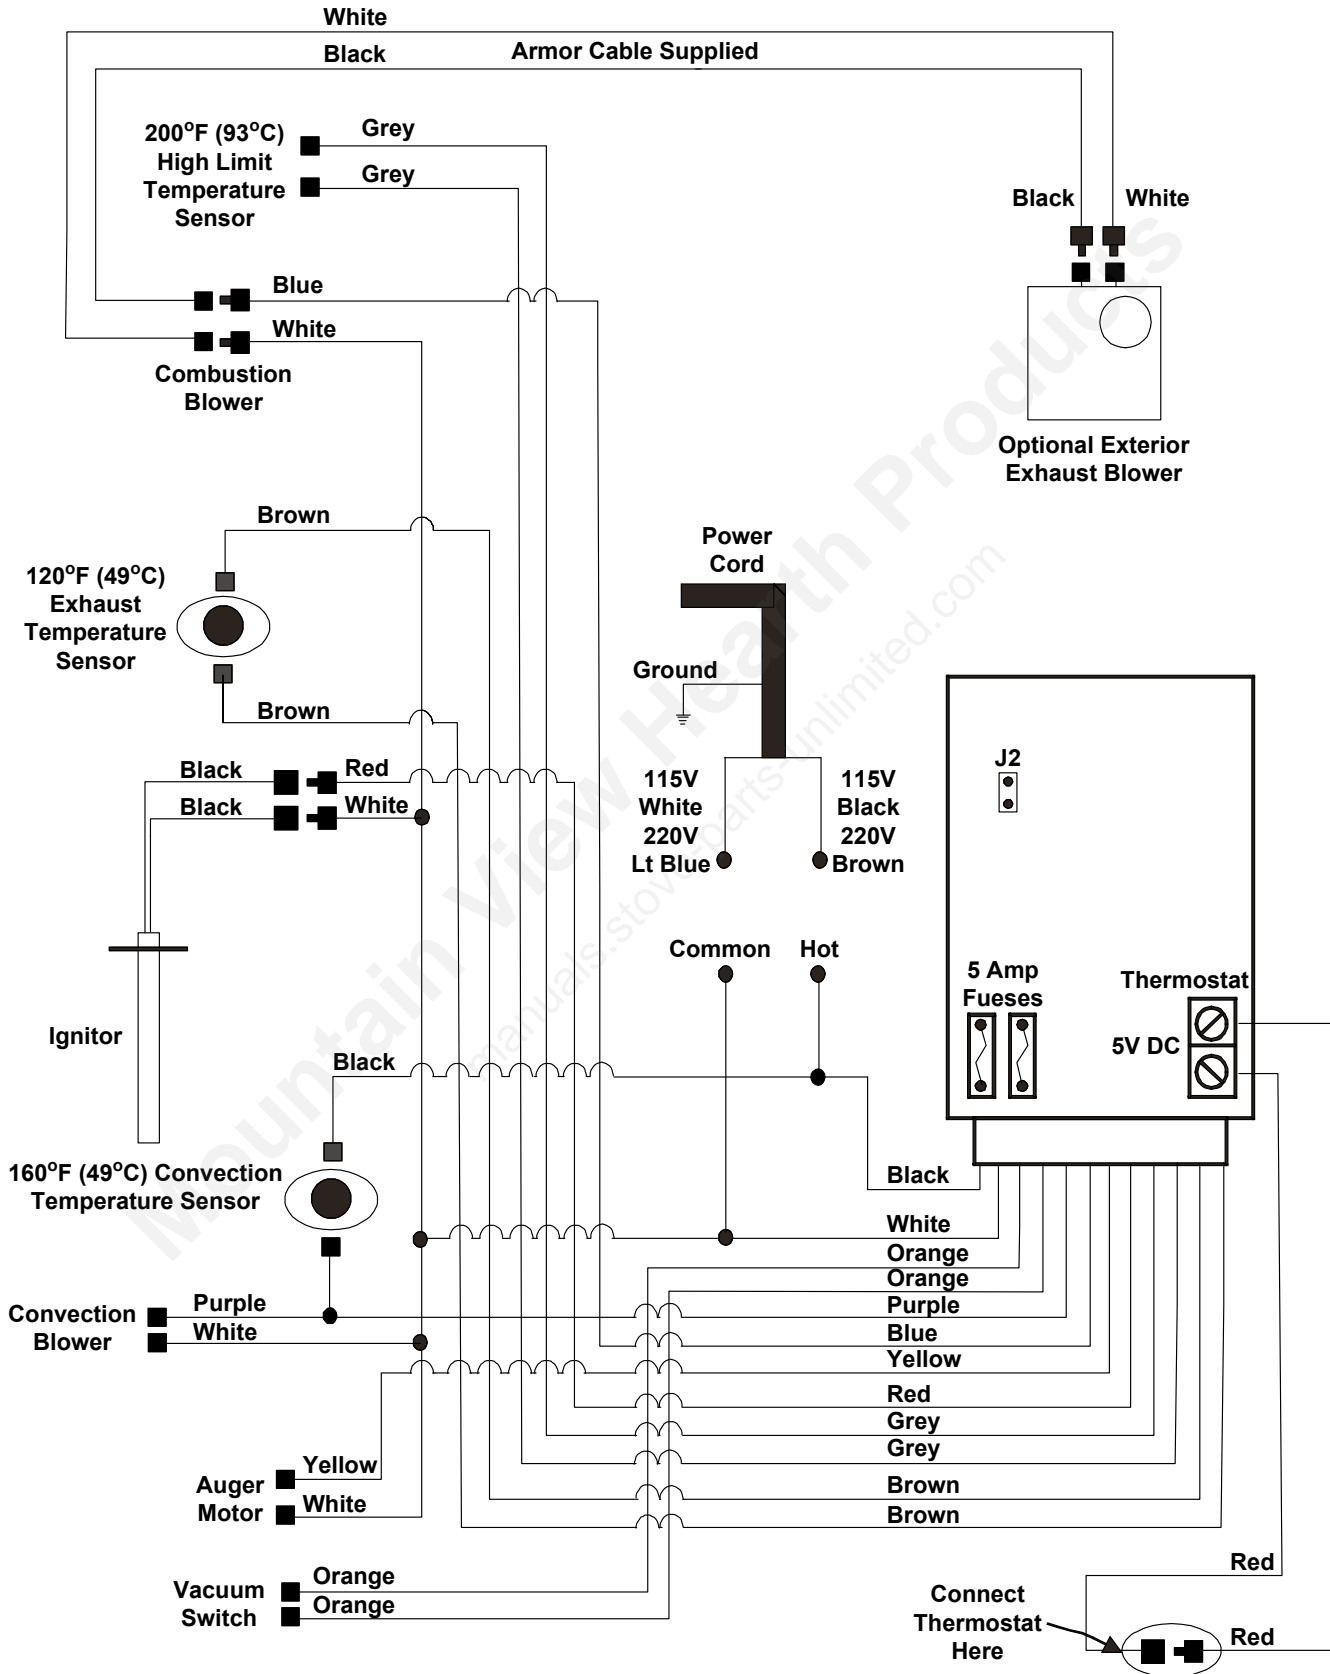 White
Black
Armor Cable Supplied
200°F (93°C)
High Limit
Temperature
Sensor
Grey
Grey
Black
White
Blue
White
Combustion
Blower
Optional Exterior
Exhaust Blower
Brown
Power
Cord
120°F (49°C)
Exhaust
Temperature
Sensor
Ground
Brown
Black
Red
Black
White
115V
White
220V
Lt Blue
115V
Black
220V
Brown
J2
Common
Hot
5 Amp
Fueses
Thermostat
5V DC
Ignitor
Black
160°F (49°C) Convection
Temperature Sensor
Black
White
Orange
Orange
Purple
Blue
Yellow
Red
Grey
Grey
Brown
Brown
Convection
Blower
Purple
White
Auger
Motor
Yellow
White
Vacuum
Switch
Orange
Orange
Connect
Thermostat
Here
Red
Red
Mountain View Hearth Products
manuals.stove-parts-unlimited.com